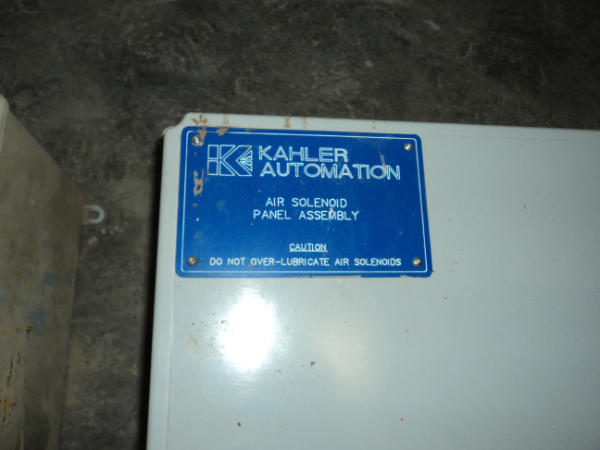 KAHLER
AUTOMATION
AIR SOLENOID
PANEL ASSEMBLY
CAUTION
DO NOT OVER-LUBRICATE AIR SOLENOIDS